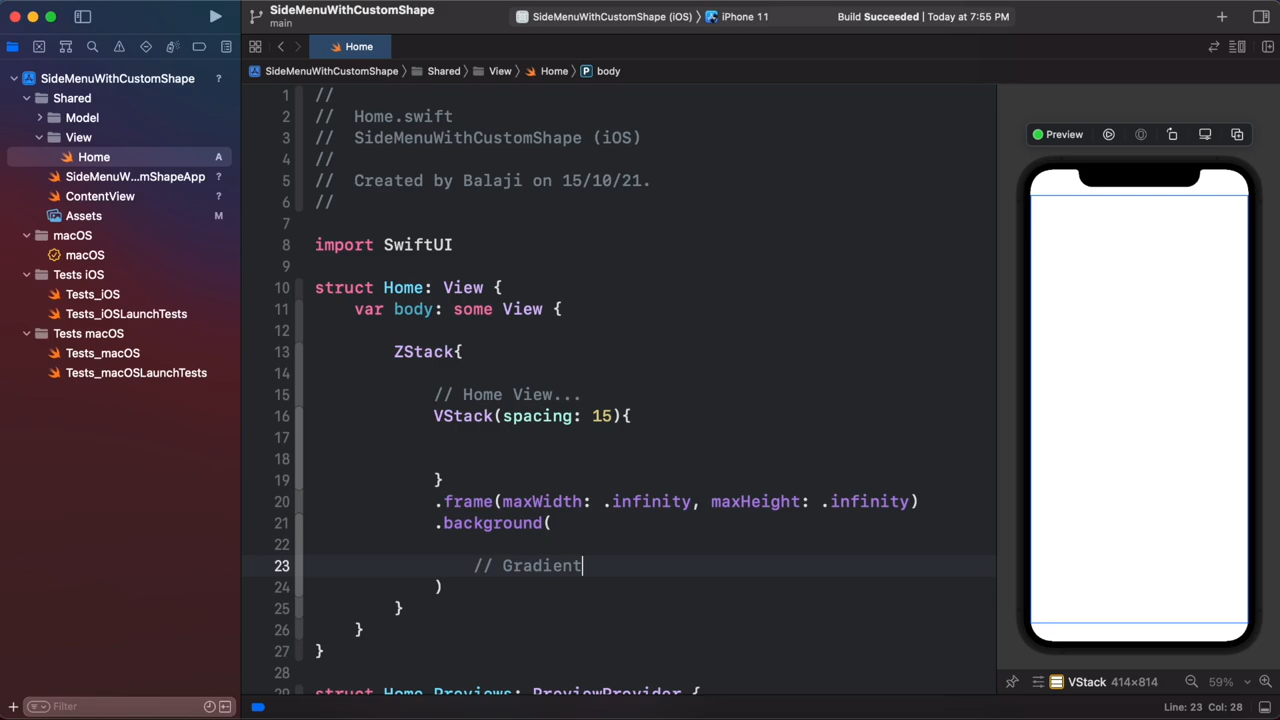 SideMenuWithCustomShape
main
SideMenuWithCustomShape (iOS) 〉 iPhone 11
Build Succeeded | Today at 7:55 PM
Home
SideMenuWithCustomShape 〉 Shared 〉 View 〉 Home 〉 P body
SideMenuWithCustomShape ?
Shared
Model
View
Home A
SideMenuW...mShapeApp ?
ContentView ?
Assets M
macOS
macOS
Tests iOS
Tests_iOS
Tests_iOSLaunchTests
Tests macOS
Tests_macOS
Tests_macOSLaunchTests
Filter
1 //
2 //  Home.swift
3 //  SideMenuWithCustomShape (iOS)
4 //
5 //  Created by Balaji on 15/10/21.
6 //
7
8 import SwiftUI
9
10 struct Home: View {
11     var body: some View {
12
13         ZStack{
14
15             // Home View...
16             VStack(spacing: 15){
17
18
19             }
20             .frame(maxWidth: .infinity, maxHeight: .infinity)
21             .background(
22
23                 // Gradient
24             )
25         }
26     }
27 }
28
29 struct Home_Previews: PreviewProvider {
Preview
VStack 414×814
59%
Line: 23 Col: 28